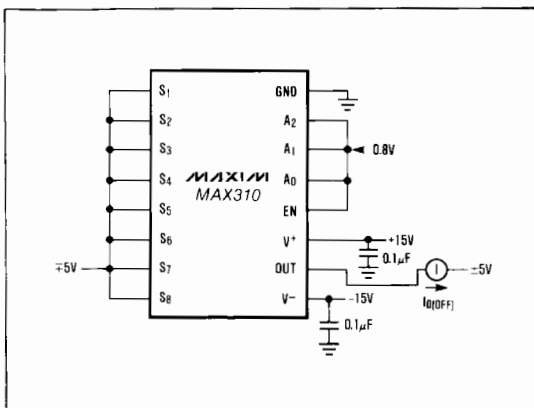 S1 GND
S2 A2
S3 A1 0.8V
S4 MAXIM A0
S5 MAX310 EN
S6 V+ +15V
0.1µF
∓5V S7 OUT I ±5V
IO(OFF)
S8 V− −15V
0.1µF